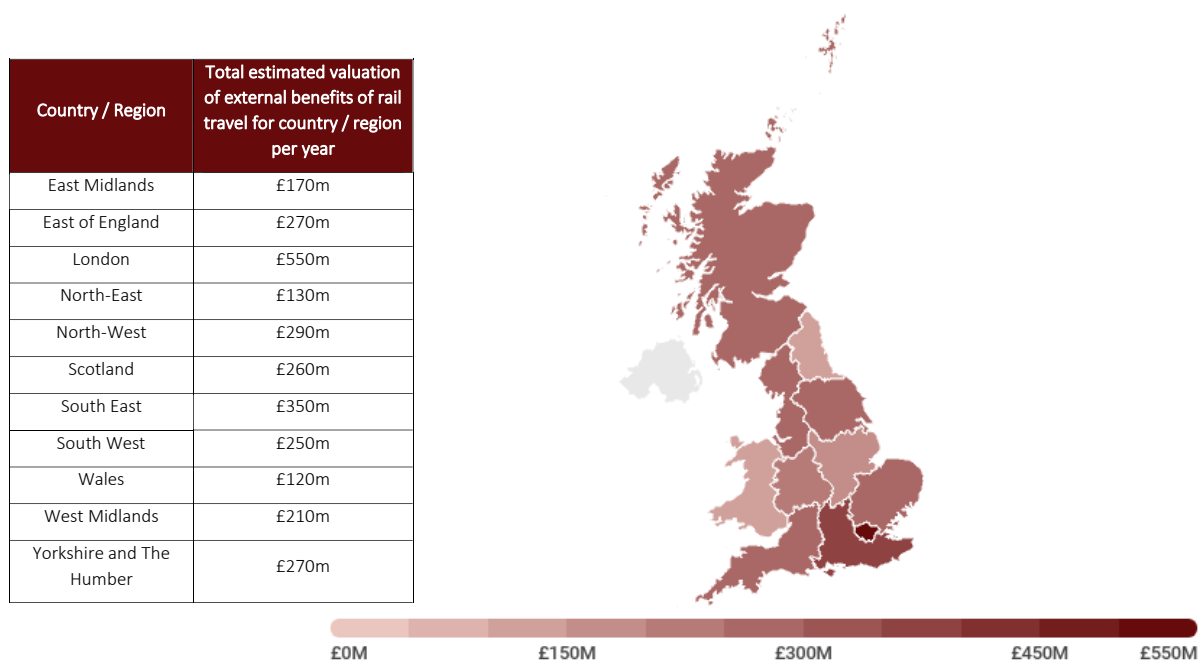 Country / Region
Total estimated valuation
of external benefits of rail
travel for country / region
per year
East Midlands £170m
East of England £270m
London £550m
North-East £130m
North-West £290m
Scotland £260m
South East £350m
South West £250m
Wales £120m
West Midlands £210m
Yorkshire and The
Humber
£270m
£0M £150M £300M £450M £550M